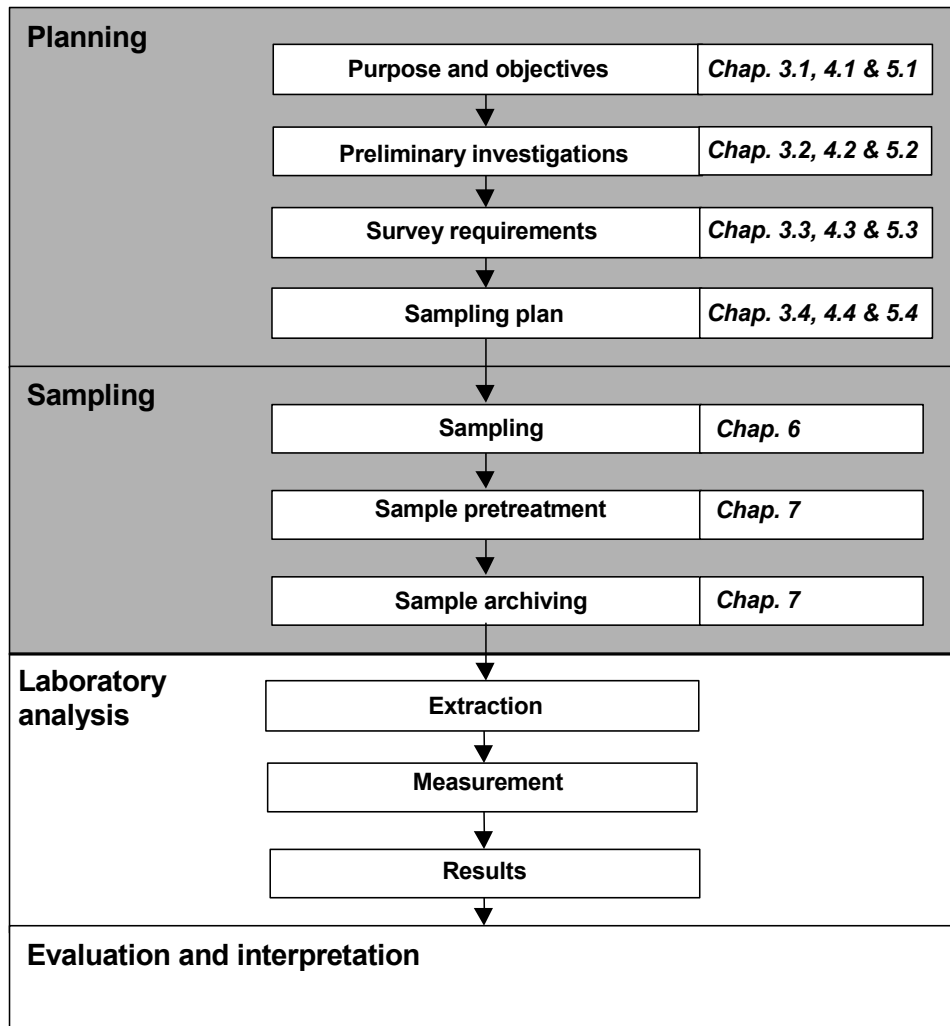 Planning
Purpose and objectives
Chap. 3.1, 4.1 & 5.1
Preliminary investigations
Chap. 3.2, 4.2 & 5.2
Survey requirements
Chap. 3.3, 4.3 & 5.3
Sampling plan
Chap. 3.4, 4.4 & 5.4
Sampling
Sampling
Chap. 6
Sample pretreatment
Chap. 7
Sample archiving
Chap. 7
Laboratory
analysis
Extraction
Measurement
Results
Evaluation and interpretation